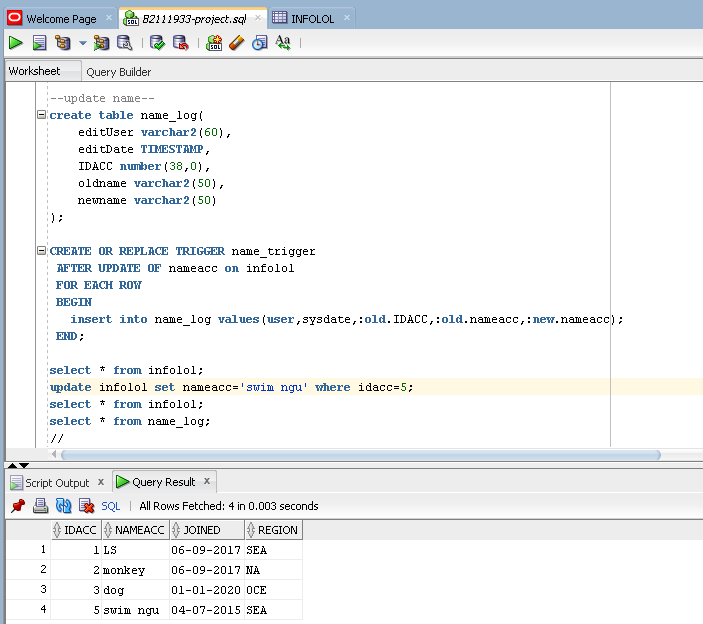 Welcome Page
B2111933-project.sql
INFOLOL
SQL
Aa
Worksheet
Query Builder
--update name--
create table name_log(
editUser varchar2(60),
editDate TIMESTAMP,
IDACC number(38,0),
oldname varchar2(50),
newname varchar2(50)
);
CREATE OR REPLACE TRIGGER name_trigger
AFTER UPDATE OF nameacc on infolol
FOR EACH ROW
BEGIN
insert into name_log values(user,sysdate,:old.IDACC,:old.nameacc,:new.nameacc);
END;
select * from infolol;
update infolol set nameacc='swim ngu' where idacc=5;
select * from infolol;
select * from name_log;
//
Script Output
Query Result
SQL | All Rows Fetched: 4 in 0.003 seconds
IDACC NAMEACC JOINED REGION
1 1 LS 06-09-2017 SEA
2 2 monkey 06-09-2017 NA
3 3 dog 01-01-2020 OCE
4 5 swim ngu 04-07-2015 SEA